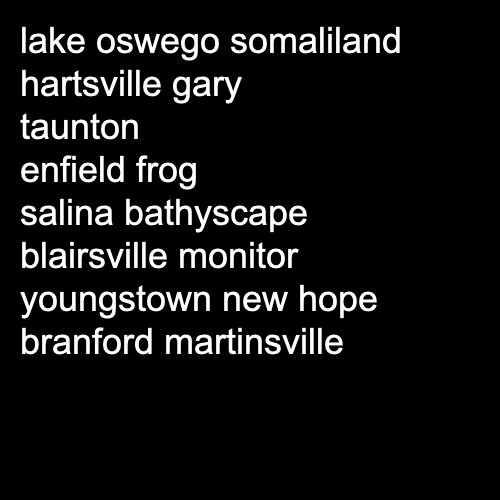 lake oswego somaliland
hartsville gary
taunton
enfield frog
salina bathyscape
blairsville monitor
youngstown new hope
branford martinsville